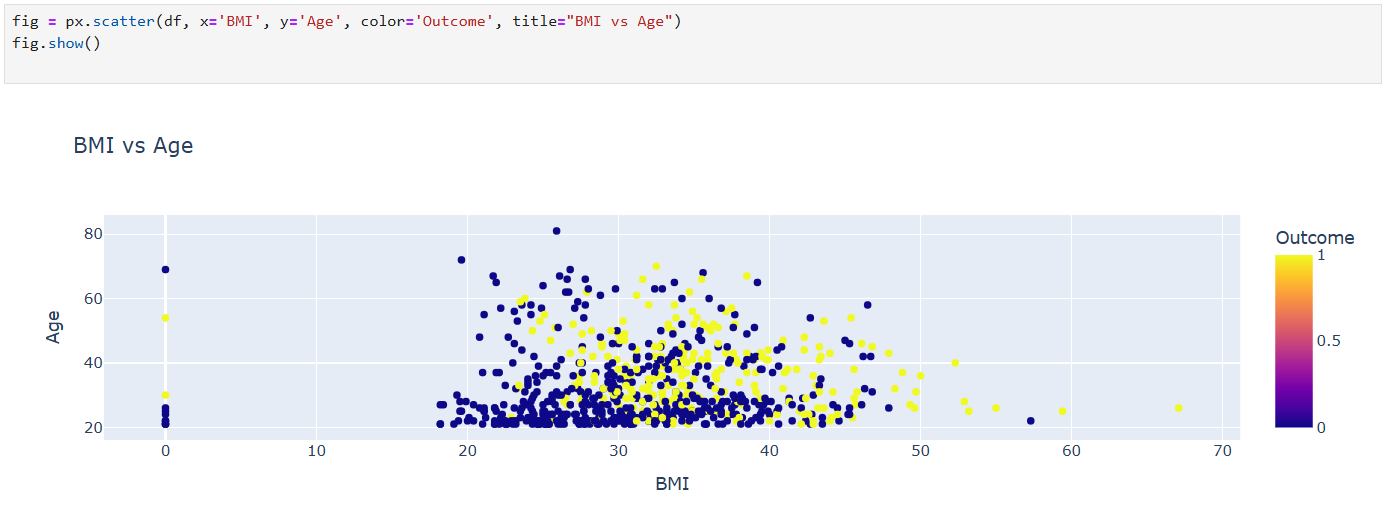 fig = px.scatter(df, x='BMI', y='Age', color='Outcome', title="BMI vs Age")
fig.show()
BMI vs Age
Outcome
1
0.5
0
Age
80
60
40
20
0 10 20 30 40 50 60 70
BMI